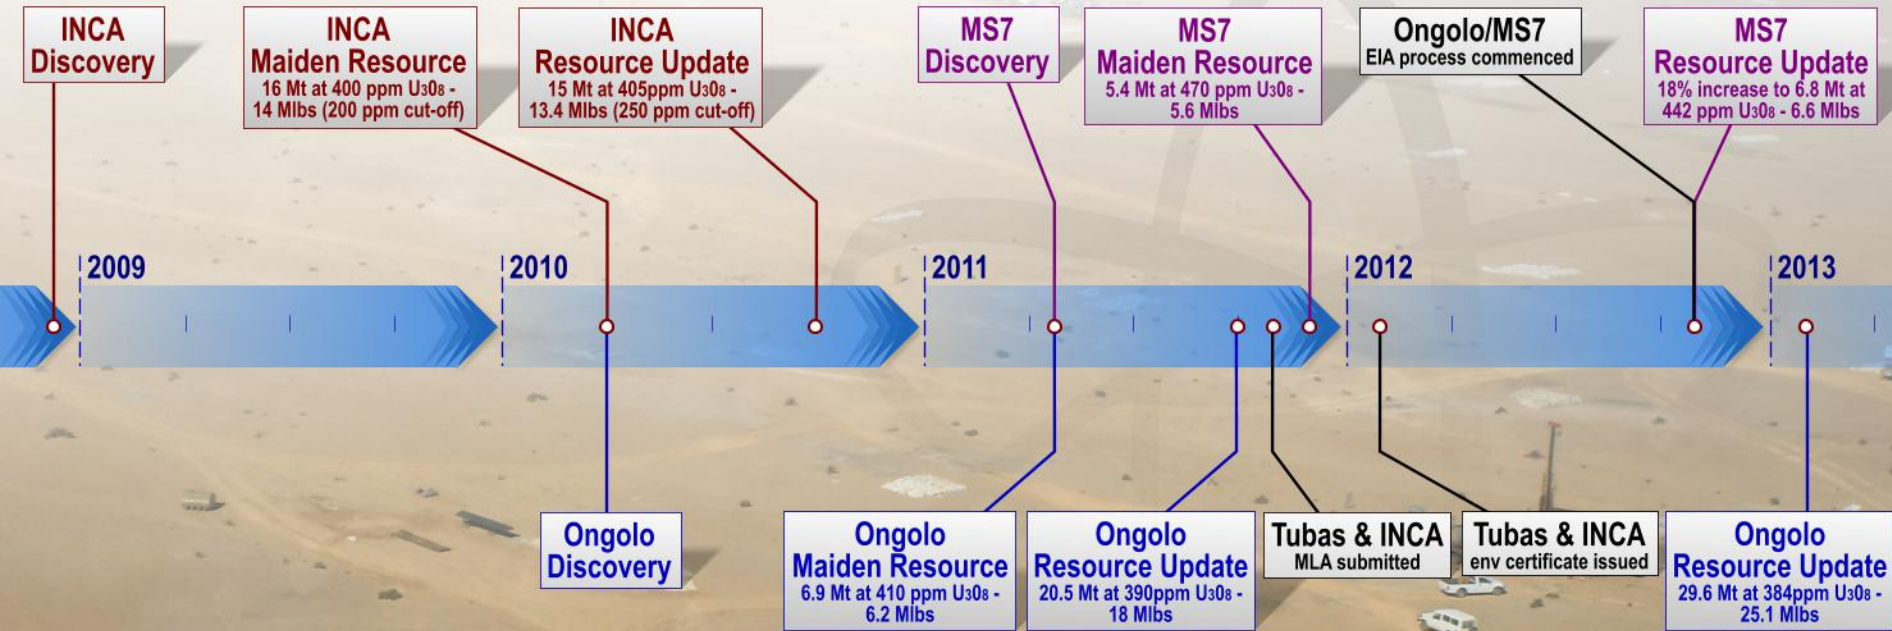 INCA
Discovery
INCA
Maiden Resource
16 Mt at 400 ppm U3O8 -
14 Mlbs (200 ppm cut-off)
INCA
Resource Update
15 Mt at 405ppm U3O8 -
13.4 Mlbs (250 ppm cut-off)
MS7
Discovery
MS7
Maiden Resource
5.4 Mt at 470 ppm U3O8 -
5.6 Mlbs
Ongolo/MS7
EIA process commenced
MS7
Resource Update
18% increase to 6.8 Mt at
442 ppm U3O8 - 6.6 Mlbs
2009
2010
2011
2012
2013
Ongolo
Discovery
Ongolo
Maiden Resource
6.9 Mt at 410 ppm U3O8 -
6.2 Mlbs
Ongolo
Resource Update
20.5 Mt at 390ppm U3O8 -
18 Mlbs
Tubas & INCA
MLA submitted
Tubas & INCA
env certificate issued
Ongolo
Resource Update
29.6 Mt at 384ppm U3O8 -
25.1 Mlbs